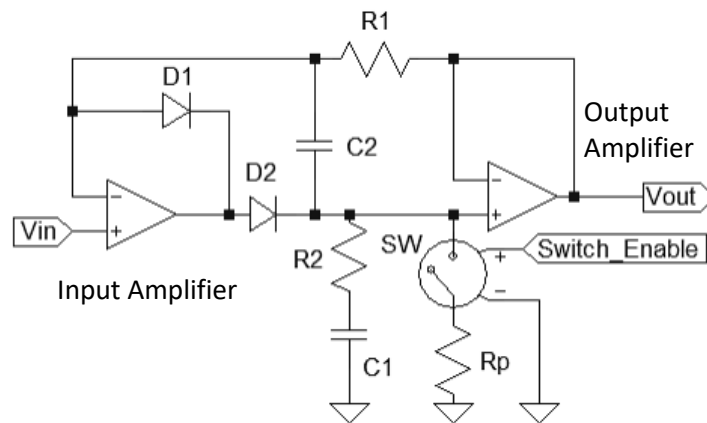 R1
D1
Output
Amplifier
C2
D2
−
+
−
+
Vin
Vout
SW
R2
+
−
Switch_Enable
Input Amplifier
C1
Rp